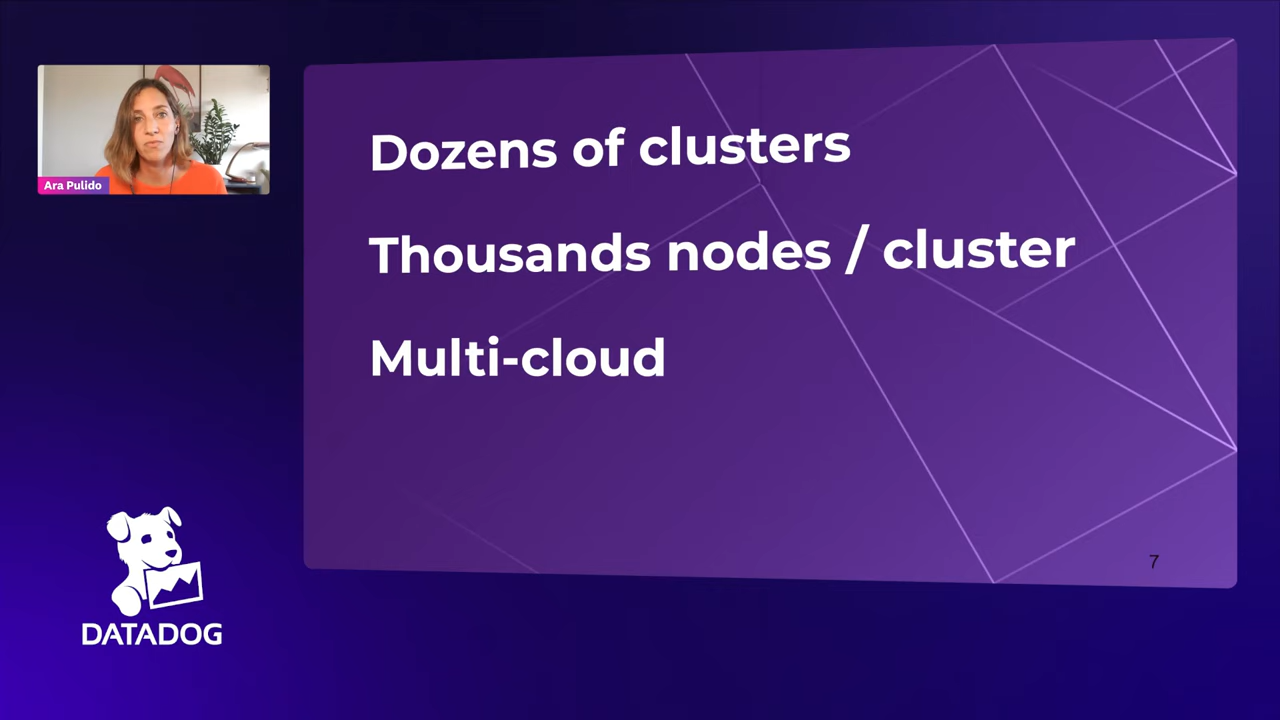 Ara Pulido
Dozens of clusters
Thousands nodes / cluster
Multi-cloud
7
DATADOG